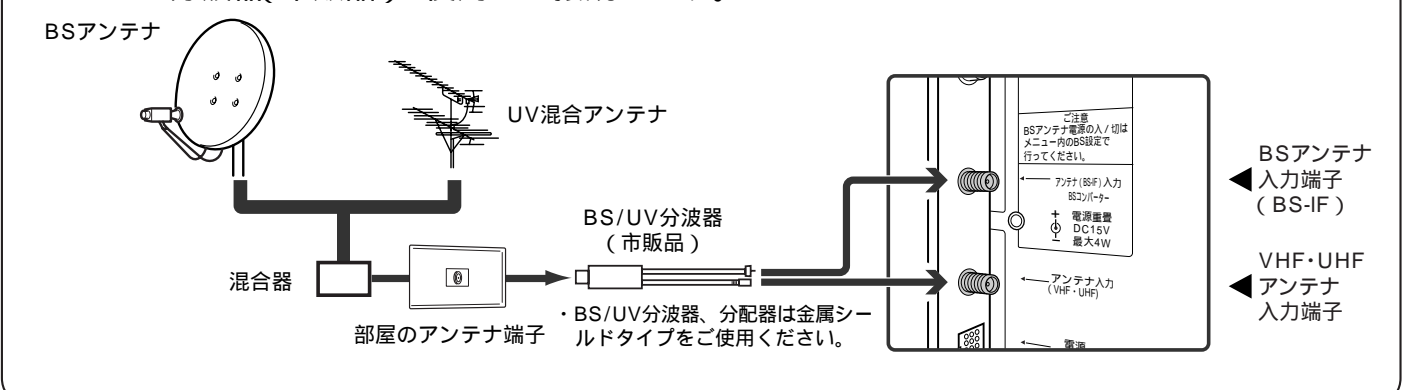 BSアンテナ
UV混合アンテナ
混合器
部屋のアンテナ端子
BS/UV分波器
(市販品)
・BS/UV分波器、分配器は金属シー
ルドタイプをご使用ください。
ご注意
BSアンテナ電源の入/切は
メニュー内のBS設定で
行ってください。
アンテナ(BS-IF)入力
BSコンバーター
電源重畳
DC15V
最大4W
アンテナ入力
(VHF・UHF)
電源
BSアンテナ
入力端子
(BS-IF)
VHF・UHF
アンテナ
入力端子